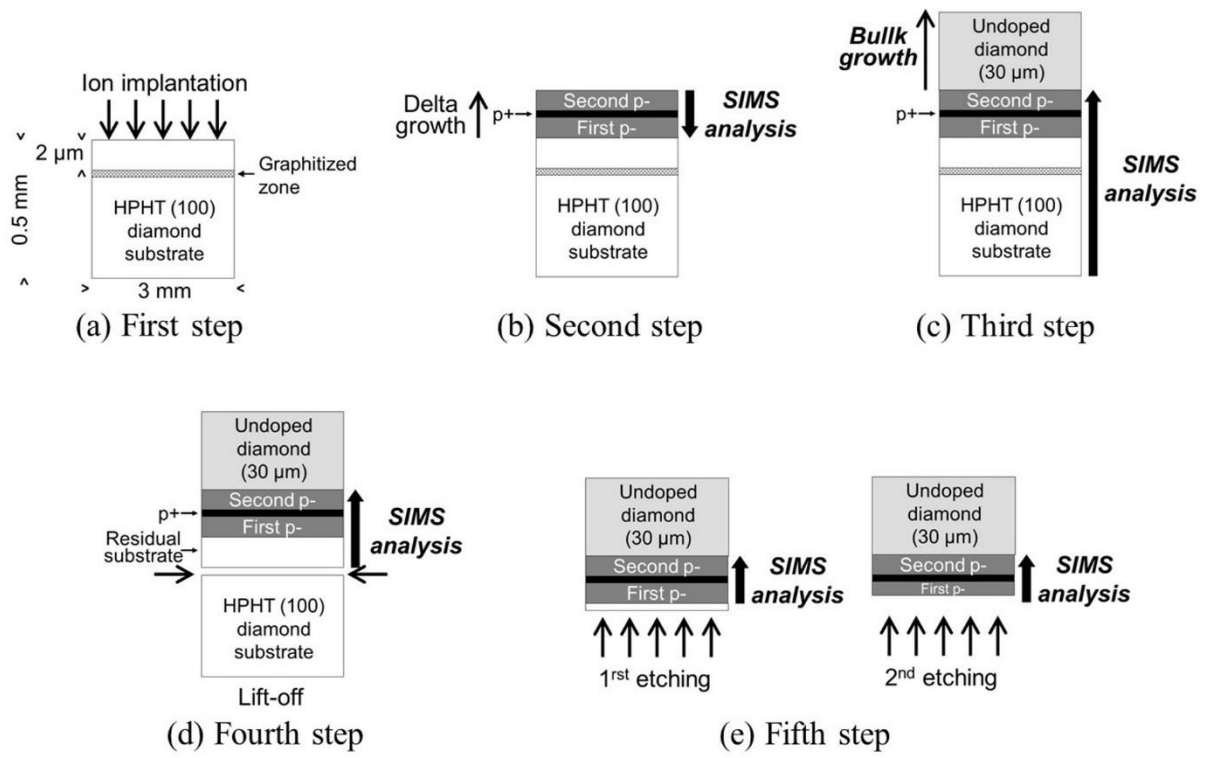 Ion implantation
2 µm
0.5 mm
Graphitized
zone
HPHT (100)
diamond
substrate
3 mm
(a) First step
Delta
growth
p+
Second p-
First p-
SIMS
analysis
HPHT (100)
diamond
substrate
(b) Second step
Bullk
growth
Undoped
diamond
(30 µm)
p+
Second p-
First p-
SIMS
analysis
HPHT (100)
diamond
substrate
(c) Third step
Undoped
diamond
(30 µm)
p+
Second p-
First p-
Residual
substrate
SIMS
analysis
HPHT (100)
diamond
substrate
Lift-off
(d) Fourth step
Undoped
diamond
(30 µm)
Second p-
First p-
SIMS
analysis
1rst etching
Undoped
diamond
(30 µm)
Second p-
First p-
SIMS
analysis
2nd etching
(e) Fifth step